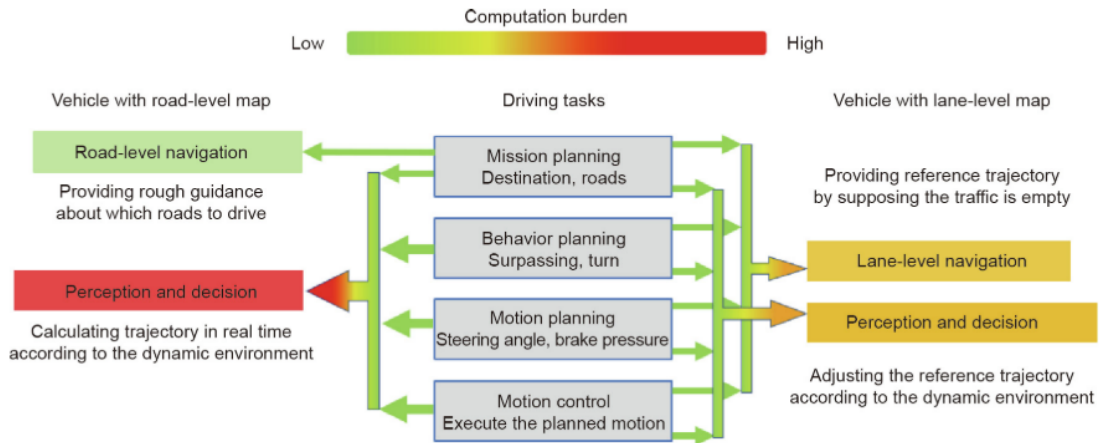 Computation burden
Low
High
Vehicle with road-level map
Driving tasks
Vehicle with lane-level map
Road-level navigation
Providing rough guidance
about which roads to drive
Perception and decision
Calculating trajectory in real time
according to the dynamic environment
Mission planning
Destination, roads
Behavior planning
Surpassing, turn
Motion planning
Steering angle, brake pressure
Motion control
Execute the planned motion
Providing reference trajectory
by supposing the traffic is empty
Lane-level navigation
Perception and decision
Adjusting the reference trajectory
according to the dynamic environment